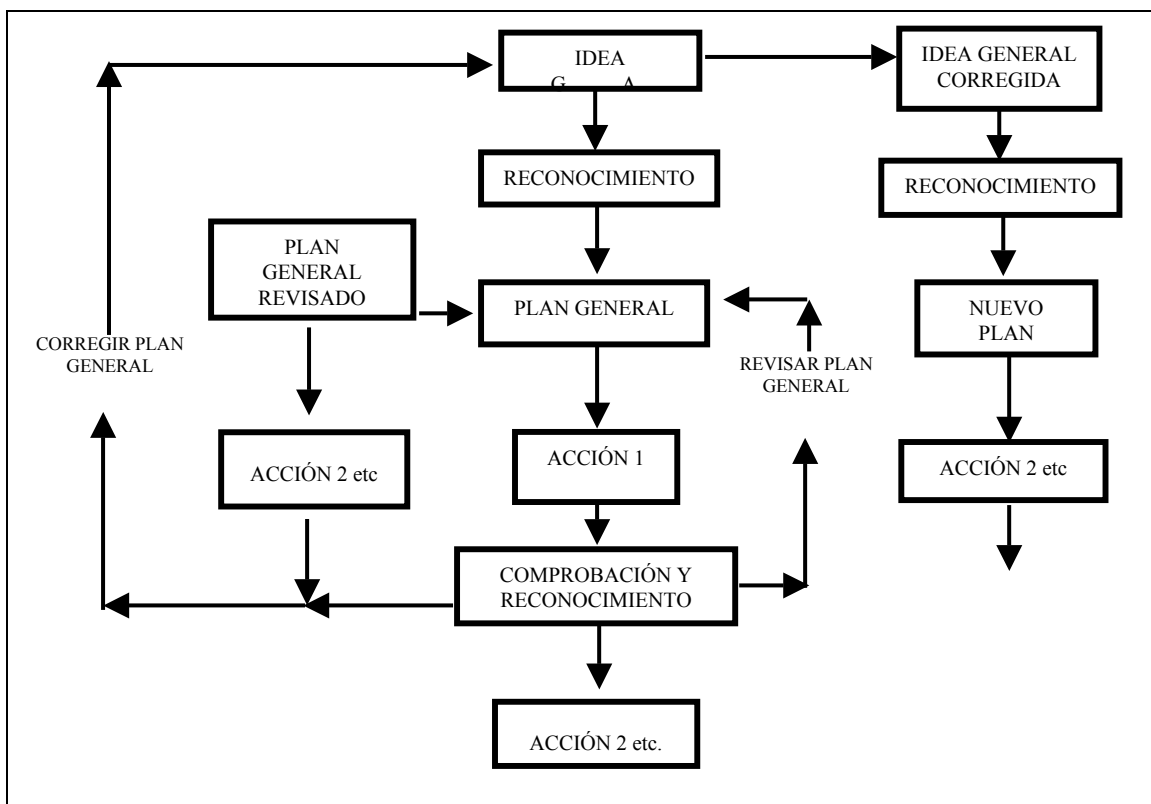 IDEA
IDEA GENERAL
CORREGIDA
RECONOCIMIENTO
RECONOCIMIENTO
PLAN
GENERAL
REVISADO
PLAN GENERAL
NUEVO
PLAN
CORREGIR PLAN
GENERAL
REVISAR PLAN
GENERAL
ACCIÓN 2 etc
ACCIÓN 1
ACCIÓN 2 etc
COMPROBACIÓN Y
RECONOCIMIENTO
ACCIÓN 2 etc.